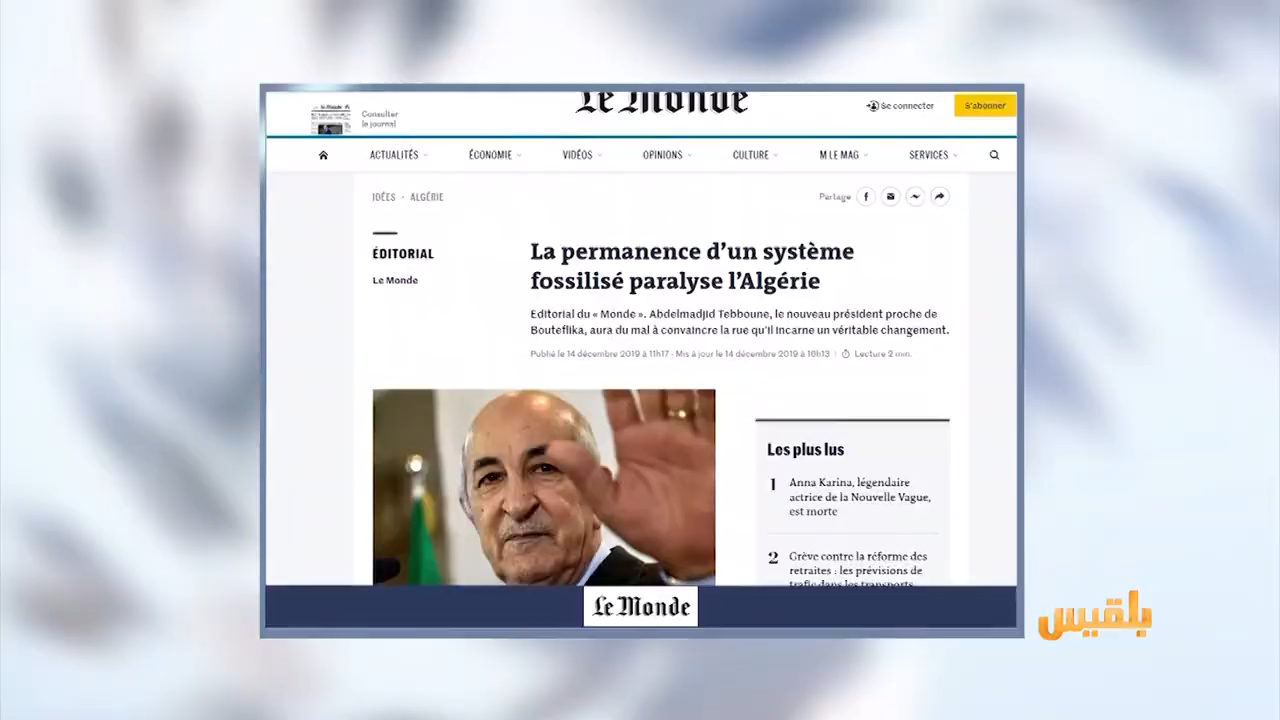 Le Monde
Consulter
le journal
Se connecter
S'abonner
ACTUALITÉS
ÉCONOMIE
VIDÉOS
OPINIONS
CULTURE
M LE MAG
SERVICES
IDÉES · ALGÉRIE
Partage
ÉDITORIAL
Le Monde
La permanence d'un système
fossilisé paralyse l'Algérie
Editorial du « Monde ». Abdelmadjid Tebboune, le nouveau président proche de
Bouteflika, aura du mal à convaincre la rue qu'il incarne un véritable changement.
Publié le 14 décembre 2019 à 11h17 - Mis à jour le 14 décembre 2019 à 16h13 | Lecture 2 min.
Les plus lus
1 Anna Karina, légendaire
actrice de la Nouvelle Vague,
est morte
2 Grève contre la réforme des
retraites : les prévisions de
trafic dans les transports
Le Monde
بلقيس